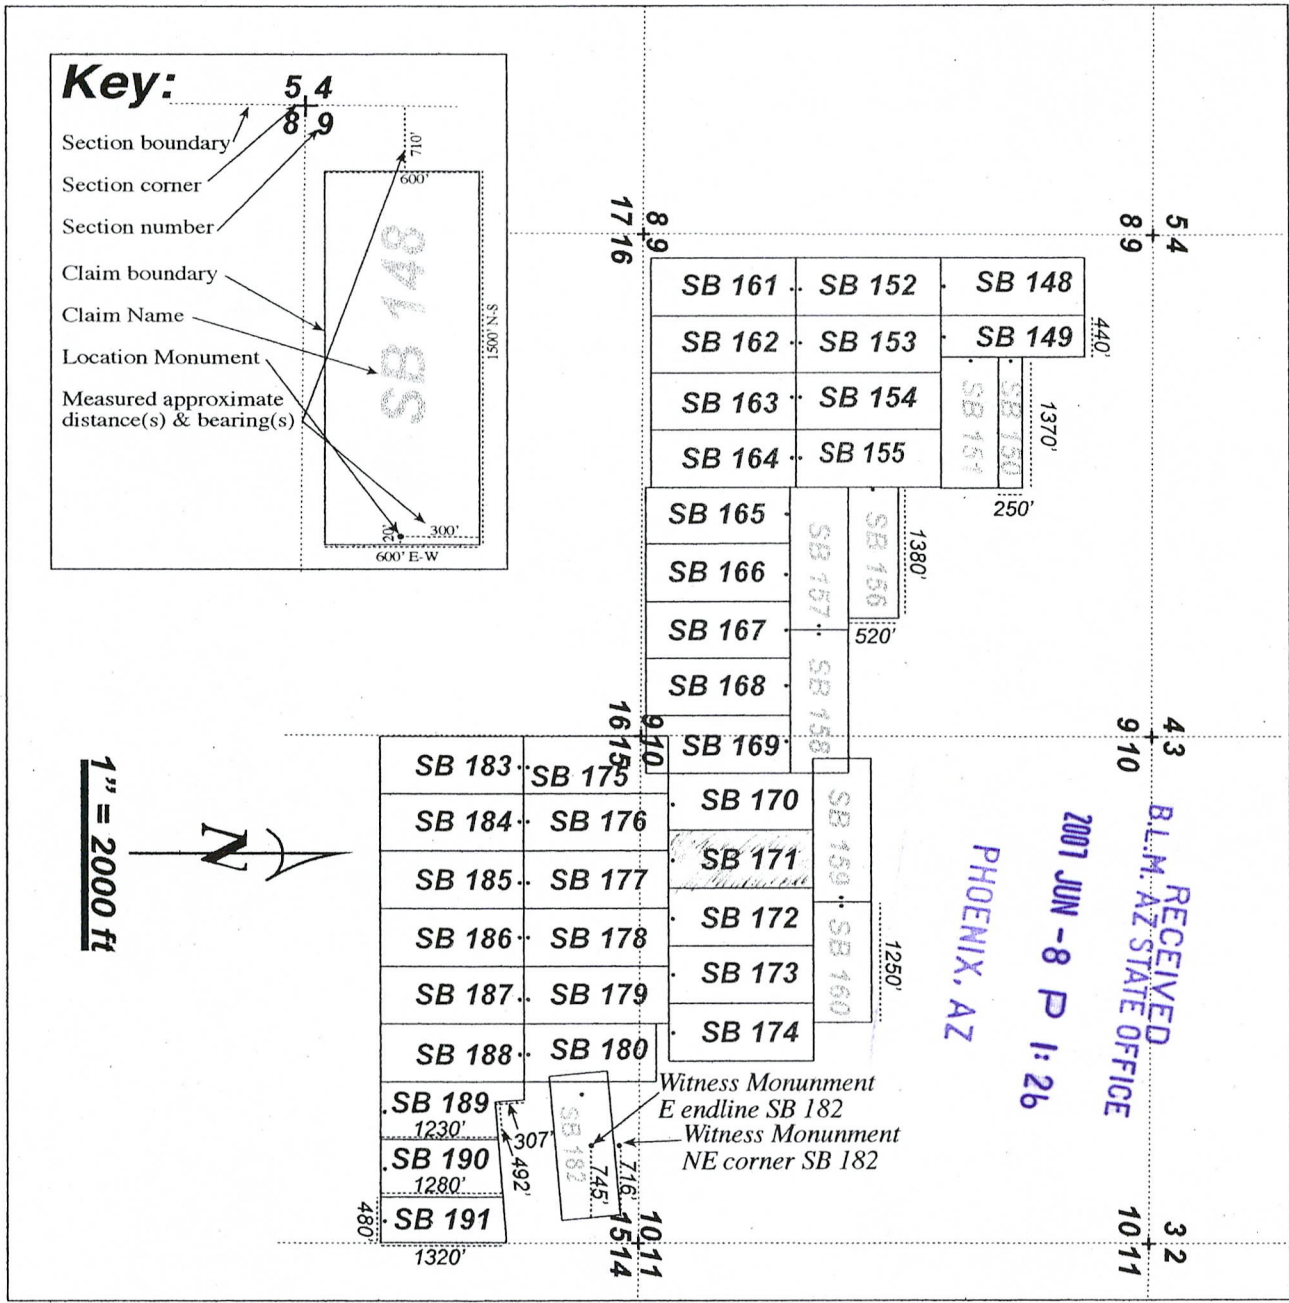 Key:
5 4
8 9
Section boundary
Section corner
Section number
Claim boundary
Claim Name
Location Monument
Measured approximate
distance(s) & bearing(s)
710'
600'
SB 148
1500' N-S
20'
300'
600' E-W
17 16
8 9
8 9
5 4
SB 161
SB 152
SB 148
SB 162
SB 153
SB 149
440'
SB 163
SB 154
SB 164
SB 155
SB 151
SB 150
1370'
250'
SB 165
SB 166
SB 167
SB 168
SB 169
SB 157
SB 156
1380'
520'
SB 158
16 15
9 10
9 10
4 3
SB 183
SB 175
SB 184
SB 176
SB 185
SB 177
SB 186
SB 178
SB 187
SB 179
SB 188
SB 180
SB 170
SB 171
SB 172
SB 173
SB 174
SB 159
SB 160
1250'
N
1" = 2000 ft
RECEIVED
B.L.M. AZ STATE OFFICE
2007 JUN -8 P 1: 26
PHOENIX, AZ
Witness Monunment
E endline SB 182
Witness Monunment
NE corner SB 182
SB 189
1230'
SB 190
1280'
SB 191
480'
1320'
307'
492'
SB 182
745'
716'
15 14
10 11
10 11
3 2